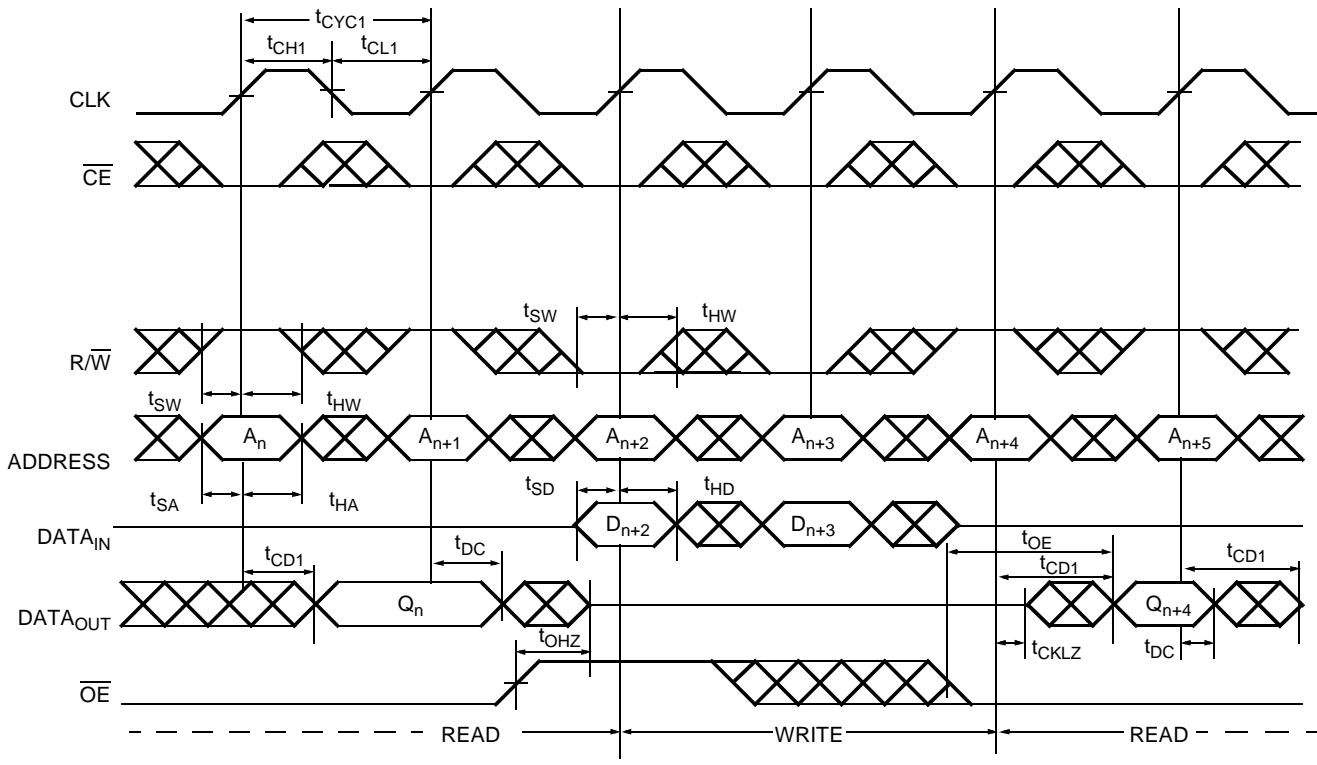 tCYC1
tCH1
tCL1
CLK
CE
tSW
tHW
R/W
tSW
tHW
An
An+1
An+2
An+3
An+4
An+5
ADDRESS
tSA
tHA
tSD
tHD
Dn+2
Dn+3
DATAIN
tOE
tCD1
tDC
tCD1
tCD1
Qn
Qn+4
DATAOUT
tOHZ
tCKLZ
tDC
OE
READ
WRITE
READ